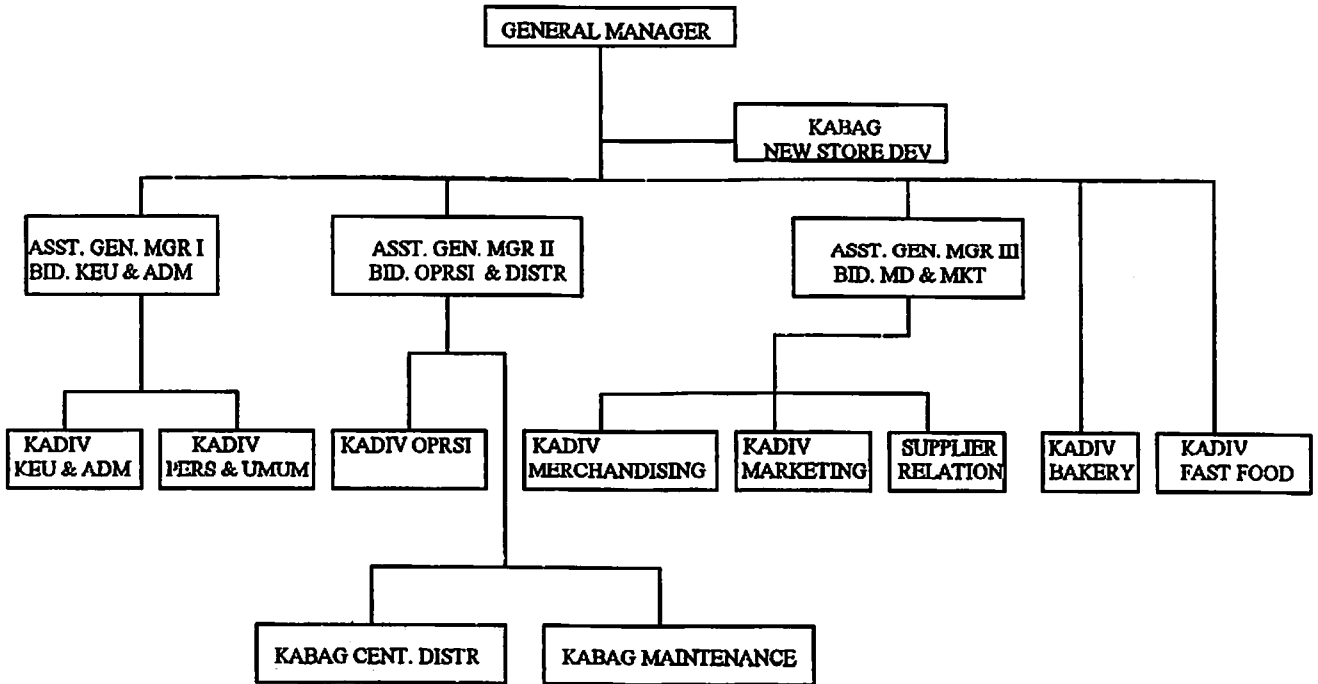 GENERAL MANAGER
KABAG
NEW STORE DEV
ASST. GEN. MGR I
BID. KEU & ADM
ASST. GEN. MGR II
BID. OPRSI & DISTR
ASST. GEN. MGR III
BID. MD & MKT
KADIV
KEU & ADM
KADIV
PERS & UMUM
KADIV OPRSI
KADIV
MERCHANDISING
KADIV
MARKETING
SUPPLIER
RELATION
KADIV
BAKERY
KADIV
FAST FOOD
KABAG CENT. DISTR
KABAG MAINTENANCE